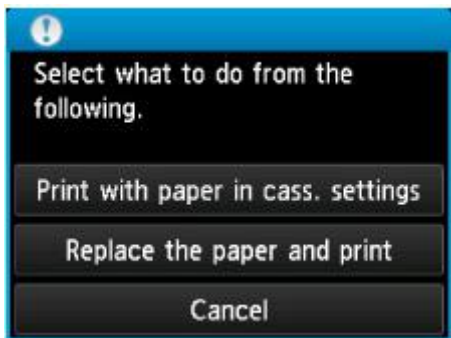 Select what to do from the
following.
Print with paper in cass. settings
Replace the paper and print
Cancel